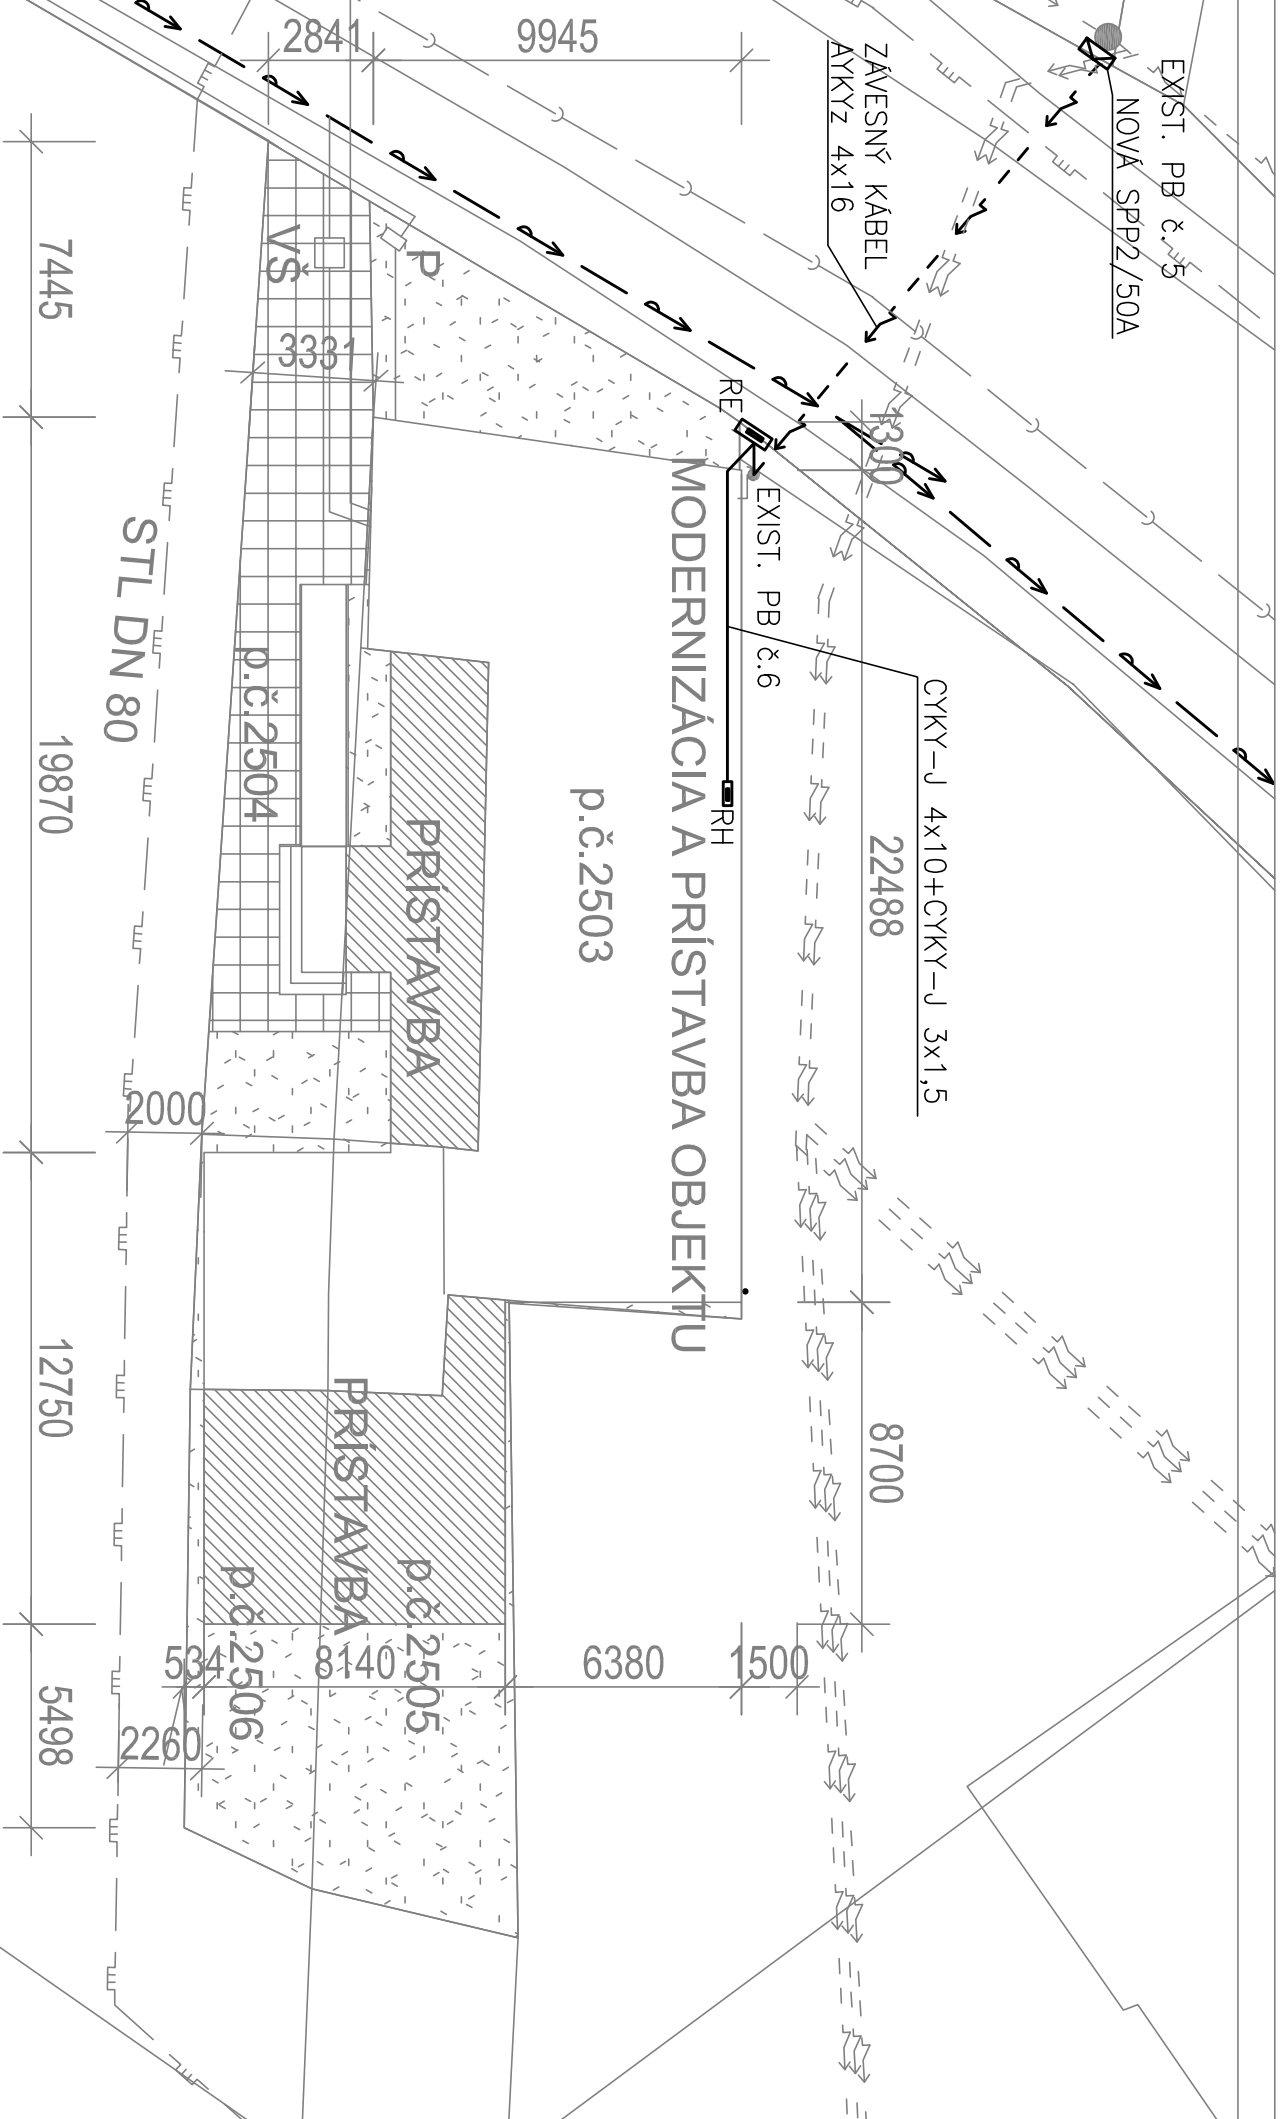 EXIST. PB č.5
NOVÁ SPP2/50A
ZÁVESNÝ KÁBEL
AYKYz 4x16
RE
EXIST. PB č.6
CYKY-J 4x10+CYKY-J 3x1,5
RH
MODERNIZÁCIA A PRÍSTAVBA OBJEKTU
p.č.2503
PRÍSTAVBA
PRÍSTAVBA
p.č.2504
p.č.2505
p.č.2506
P
VŠ
STL DN 80
2841
9945
3331
1300
22488
8700
7445
19870
12750
5498
2000
534
8140
6380
1500
2260